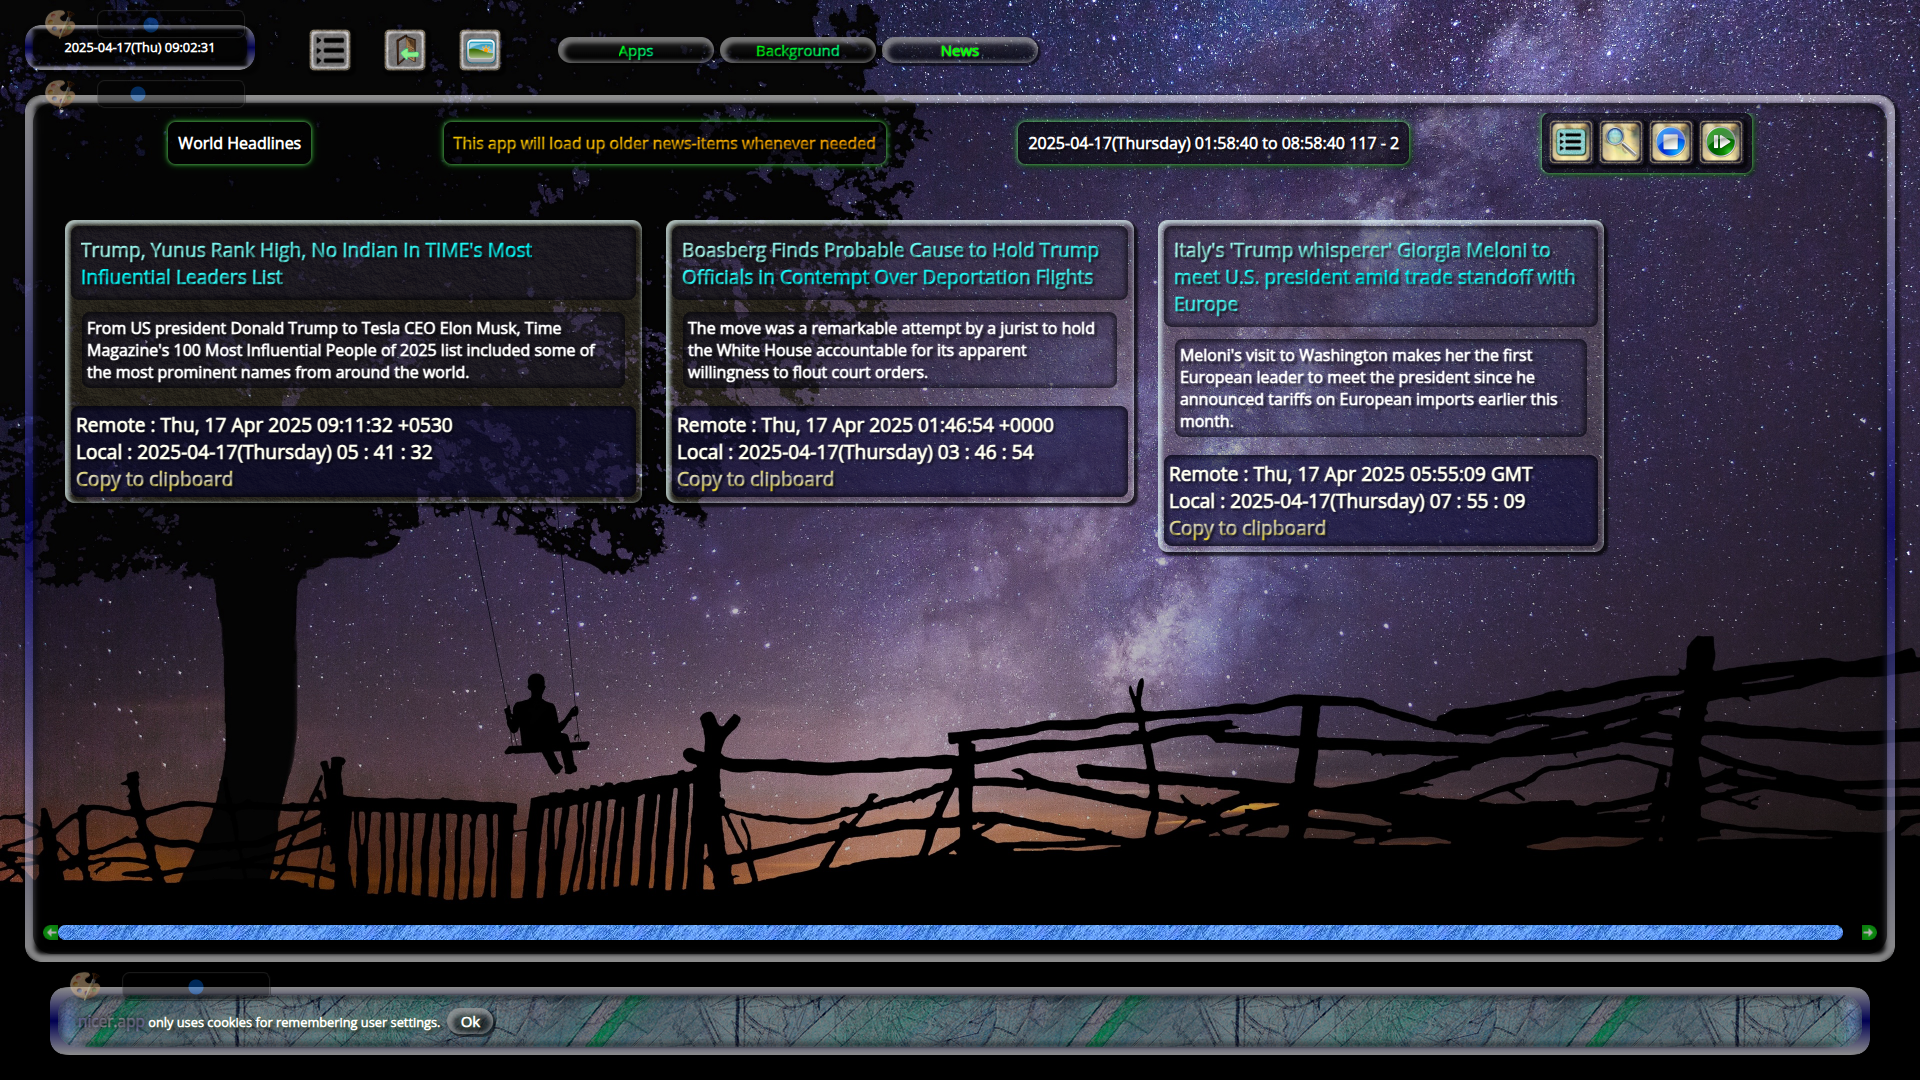 2025-04-17(Thu) 09:02:31
Apps
Background
News
World Headlines
This app will load up older news-items whenever needed
2025-04-17(Thursday) 01:58:40 to 08:58:40 117 - 2
Trump, Yunus Rank High, No Indian In TIME's Most
Influential Leaders List
From US president Donald Trump to Tesla CEO Elon Musk, Time
Magazine's 100 Most Influential People of 2025 list included some of
the most prominent names from around the world.
Remote : Thu, 17 Apr 2025 09:11:32 +0530
Local : 2025-04-17(Thursday) 05 : 41 : 32
Copy to clipboard
Boasberg Finds Probable Cause to Hold Trump
Officials in Contempt Over Deportation Flights
The move was a remarkable attempt by a jurist to hold
the White House accountable for its apparent
willingness to flout court orders.
Remote : Thu, 17 Apr 2025 01:46:54 +0000
Local : 2025-04-17(Thursday) 03 : 46 : 54
Copy to clipboard
Italy's 'Trump whisperer' Giorgia Meloni to
meet U.S. president amid trade standoff with
Europe
Meloni's visit to Washington makes her the first
European leader to meet the president since he
announced tariffs on European imports earlier this
month.
Remote : Thu, 17 Apr 2025 05:55:09 GMT
Local : 2025-04-17(Thursday) 07 : 55 : 09
Copy to clipboard
nicer.app only uses cookies for remembering user settings. Ok